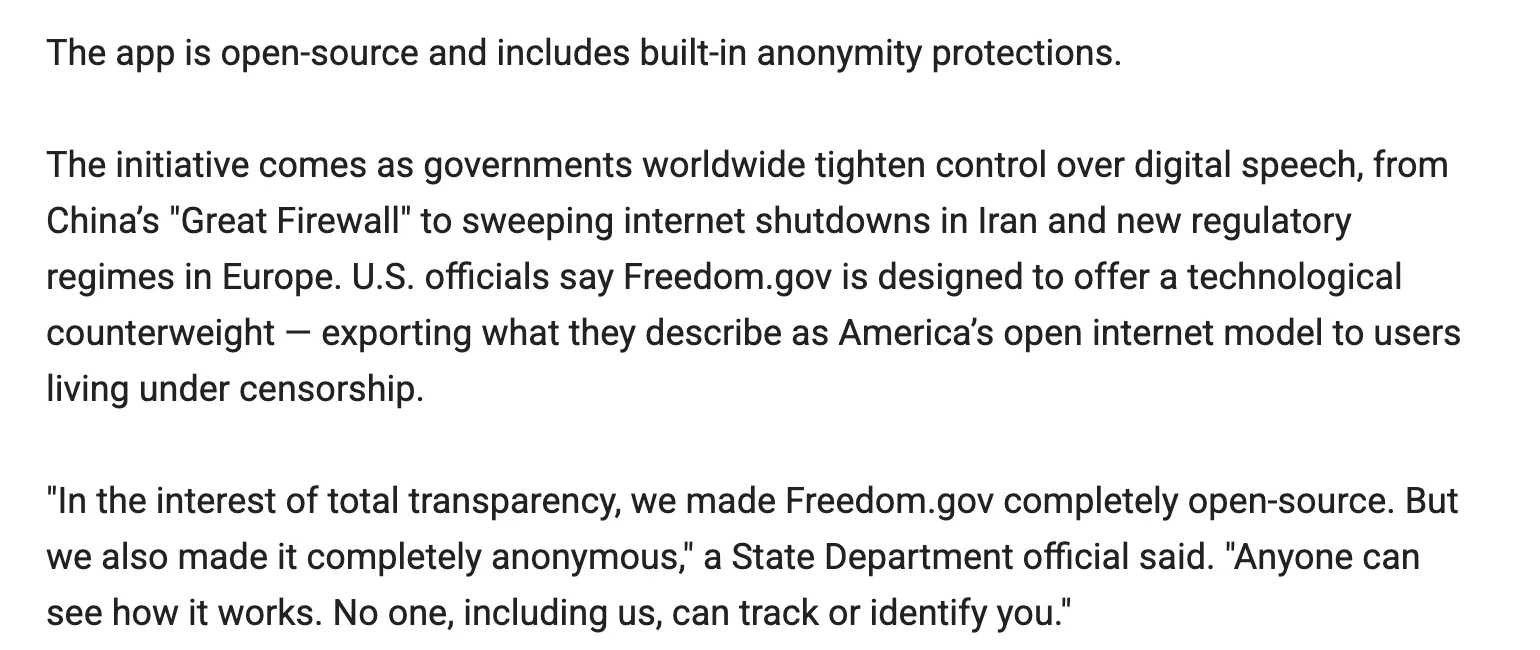 The app is open-source and includes built-in anonymity protections.
The initiative comes as governments worldwide tighten control over digital speech, from
China’s "Great Firewall" to sweeping internet shutdowns in Iran and new regulatory
regimes in Europe. U.S. officials say Freedom.gov is designed to offer a technological
counterweight — exporting what they describe as America’s open internet model to users
living under censorship.
"In the interest of total transparency, we made Freedom.gov completely open-source. But
we also made it completely anonymous," a State Department official said. "Anyone can
see how it works. No one, including us, can track or identify you."